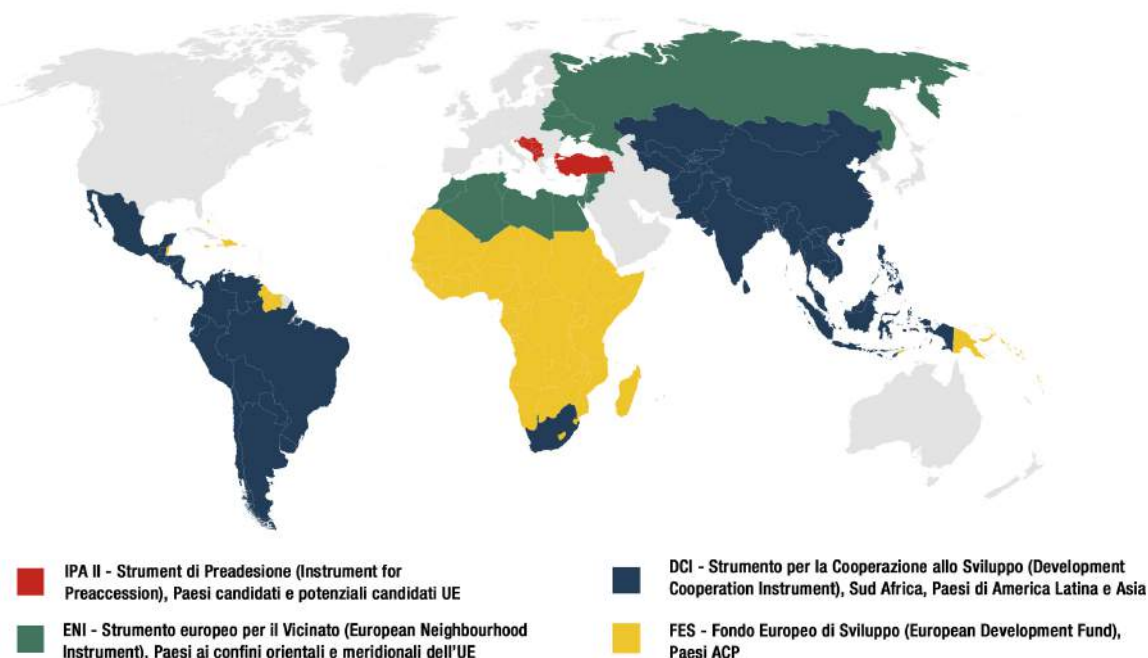 IPA II - Strument di Preadesione (Instrument for
Preaccession), Paesi candidati e potenziali candidati UE
ENI - Strumento europeo per il Vicinato (European Neighbourhood
Instrument), Paesi ai confini orientali e meridionali dell'UE
DCI - Strumento per la Cooperazione allo Sviluppo (Development
Cooperation Instrument), Sud Africa, Paesi di America Latina e Asia
FES - Fondo Europeo di Sviluppo (European Development Fund),
Paesi ACP